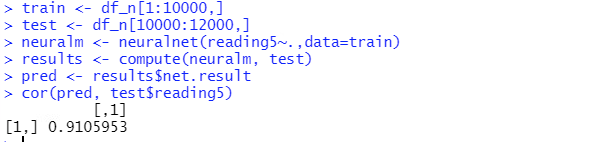 > train <- df_n[1:10000,]
> test <- df_n[10000:12000,]
> neuralm <- neuralnet(reading5~.,data=train)
> results <- compute(neuralm, test)
> pred <- results$net.result
> cor(pred, test$reading5)
[,1]
[1,] 0.9105953
>